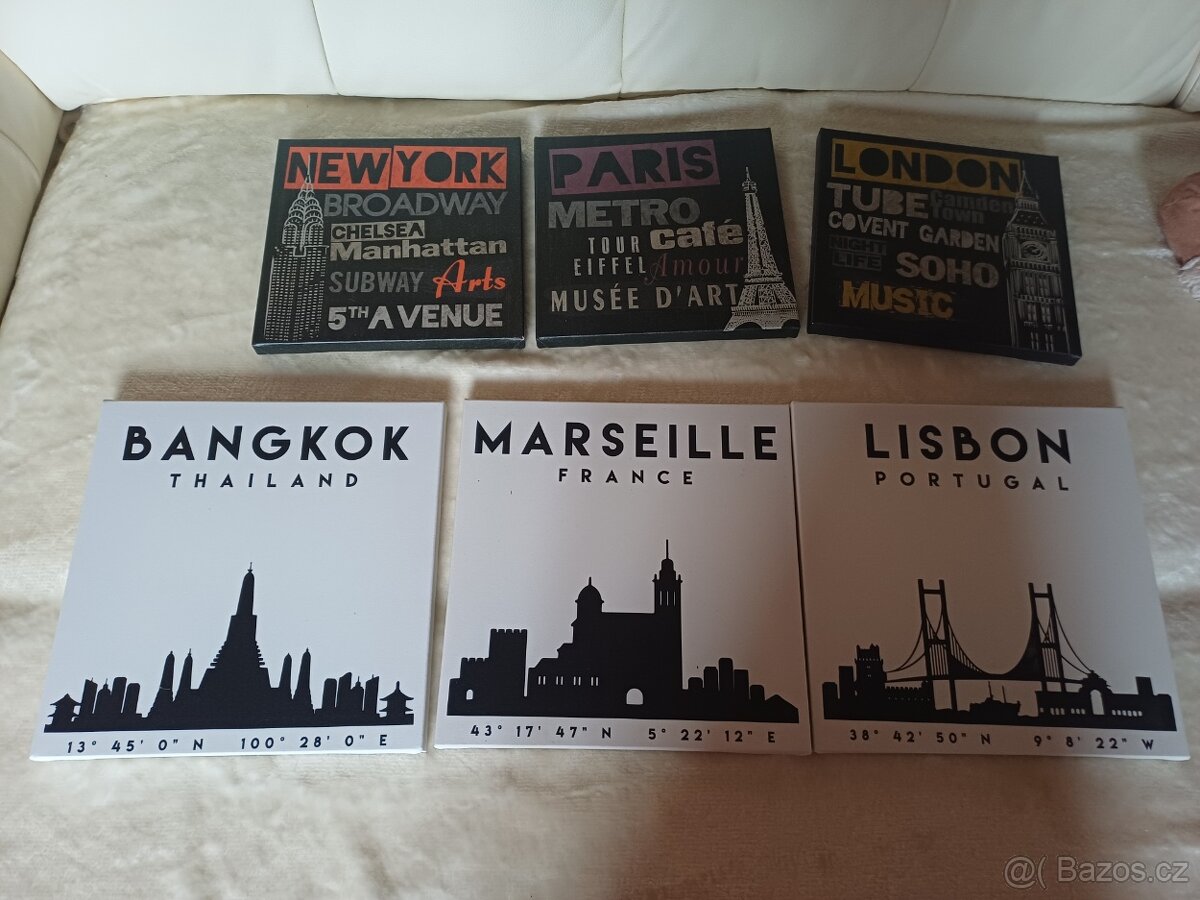 NEW YORK
BROADWAY
CHELSEA
Manhattan
SUBWAY Arts
5TH AVENUE
PARIS
METRO
TOUR café
EIFFEL Amour
MUSÉE D'ART
LONDON
TUBE Camden
Town
COVENT GARDEN
NIGHT
LIFE SOHO
MUSIC
BANGKOK
THAILAND
13° 45' 0" N 100° 28' 0" E
MARSEILLE
FRANCE
43° 17' 47" N 5° 22' 12" E
LISBON
PORTUGAL
38° 42' 50" N 9° 8' 22" W
@( Bazos.cz